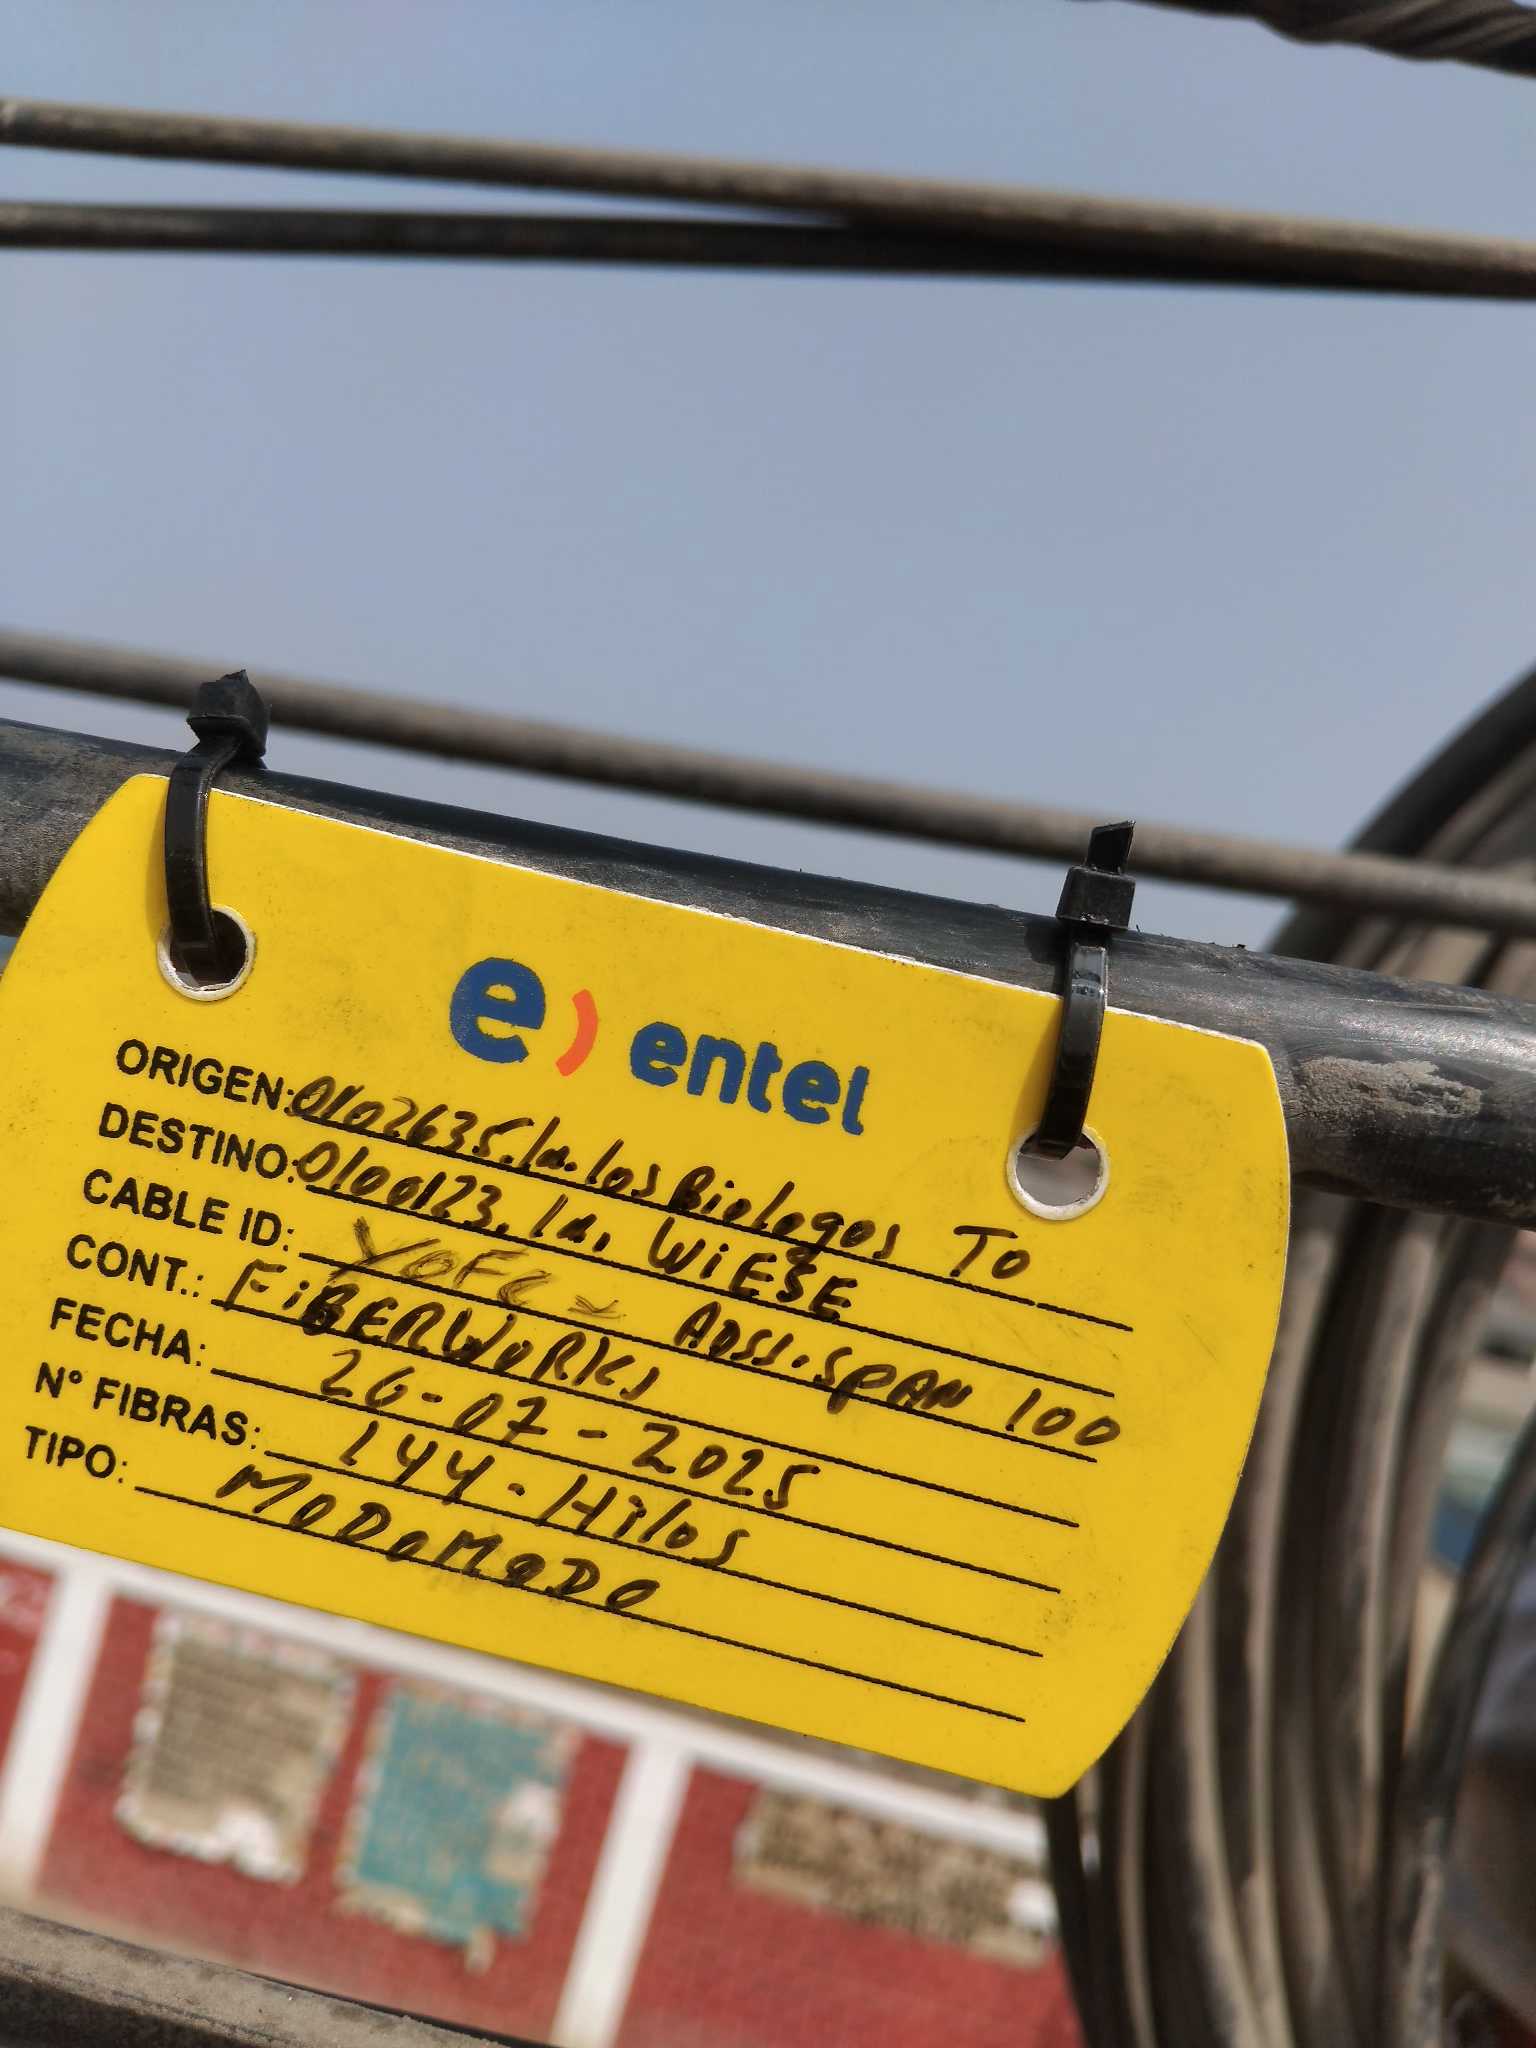 e) entel
ORIGEN: 0102635.la.los Biologos To
DESTINO: 0100123.la. WiESE
CABLE ID: YOFC - ADSS.SPAN 100
CONT.: FiBERWORKS
FECHA: 26-07-2025
N° FIBRAS: 144.Hilos
TIPO: MODOMODO